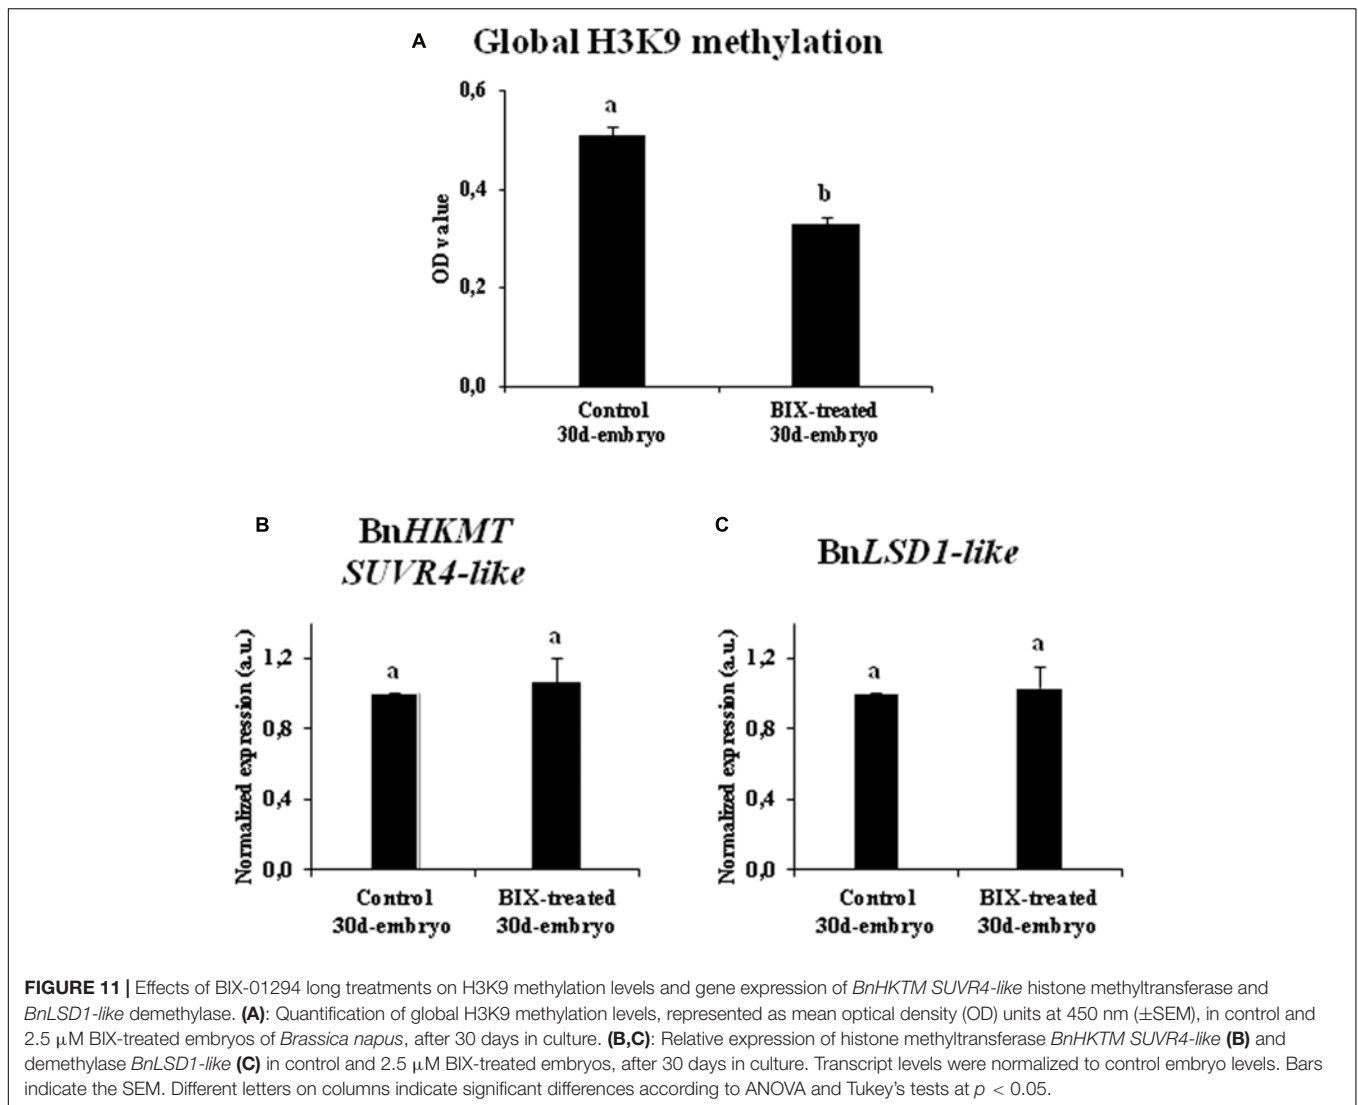 A Global H3K9 methylation
0,6
a
0,4
b
0,2
0,0
OD value
Control
30d-embryo
BIX-treated
30d-embryo
B
BnHKMT
SUVR4-like
Normalized expression (a.u.)
1,2
0,8
0,4
0,0
a
a
Control
30d-embryo
BIX-treated
30d-embryo
C
BnLSD1-like
Normalized expression (a.u.)
1,2
0,8
0,4
0,0
a
a
Control
30d-embryo
BIX-treated
30d-embryo
FIGURE 11 | Effects of BIX-01294 long treatments on H3K9 methylation levels and gene expression of BnHKTM SUVR4-like histone methyltransferase and
BnLSD1-like demethylase. (A): Quantification of global H3K9 methylation levels, represented as mean optical density (OD) units at 450 nm (±SEM), in control and
2.5 μM BIX-treated embryos of Brassica napus, after 30 days in culture. (B,C): Relative expression of histone methyltransferase BnHKTM SUVR4-like (B) and
demethylase BnLSD1-like (C) in control and 2.5 μM BIX-treated embryos, after 30 days in culture. Transcript levels were normalized to control embryo levels. Bars
indicate the SEM. Different letters on columns indicate significant differences according to ANOVA and Tukey's tests at p < 0.05.